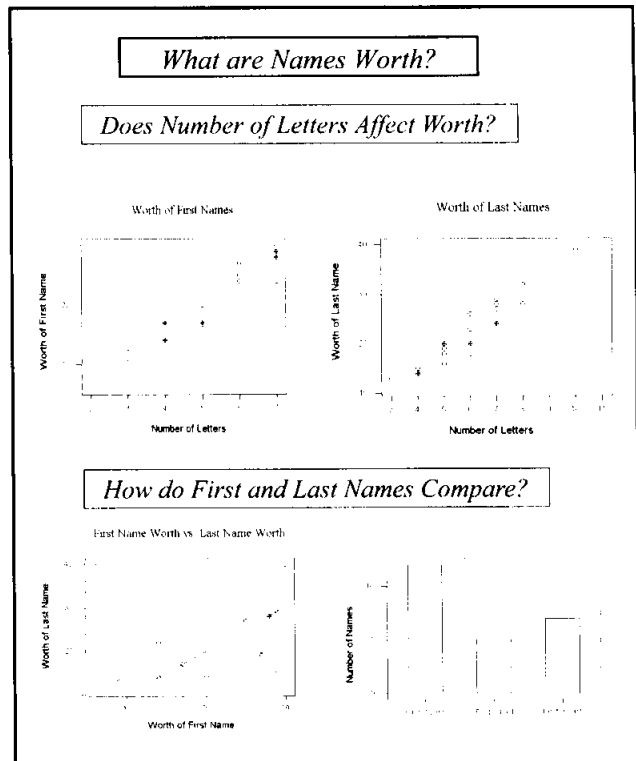 What are Names Worth?
Does Number of Letters Affect Worth?
Worth of First Names
Worth of First Name
Number of Letters
Worth of Last Names
Worth of Last Name
Number of Letters
How do First and Last Names Compare?
First Name Worth vs. Last Name Worth
Worth of Last Name
Worth of First Name
Number of Names